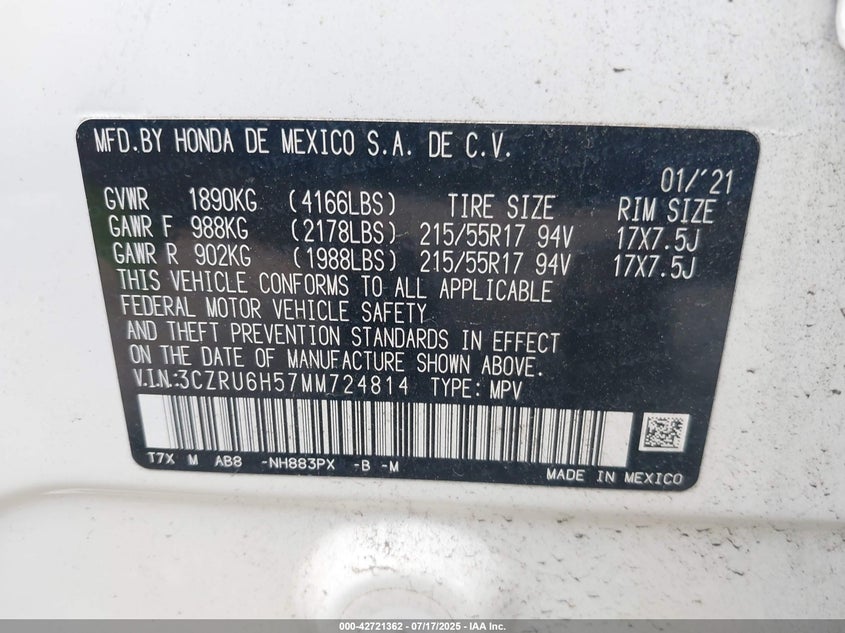 MFD.BY HONDA DE MEXICO S.A. DE C.V.
01/'21
GVWR 1890KG (4166LBS) TIRE SIZE RIM SIZE
GAWR F 988KG (2178LBS) 215/55R17 94V 17X7.5J
GAWR R 902KG (1988LBS) 215/55R17 94V 17X7.5J
THIS VEHICLE CONFORMS TO ALL APPLICABLE
FEDERAL MOTOR VEHICLE SAFETY
AND THEFT PREVENTION STANDARDS IN EFFECT
ON THE DATE OF MANUFACTURE SHOWN ABOVE.
V.I.N.:3CZRU6H57MM724814 TYPE: MPV
T7X M AB8 -NH883PX -B -M
MADE IN MEXICO
000-42721362 - 07/17/2025 - IAA Inc.